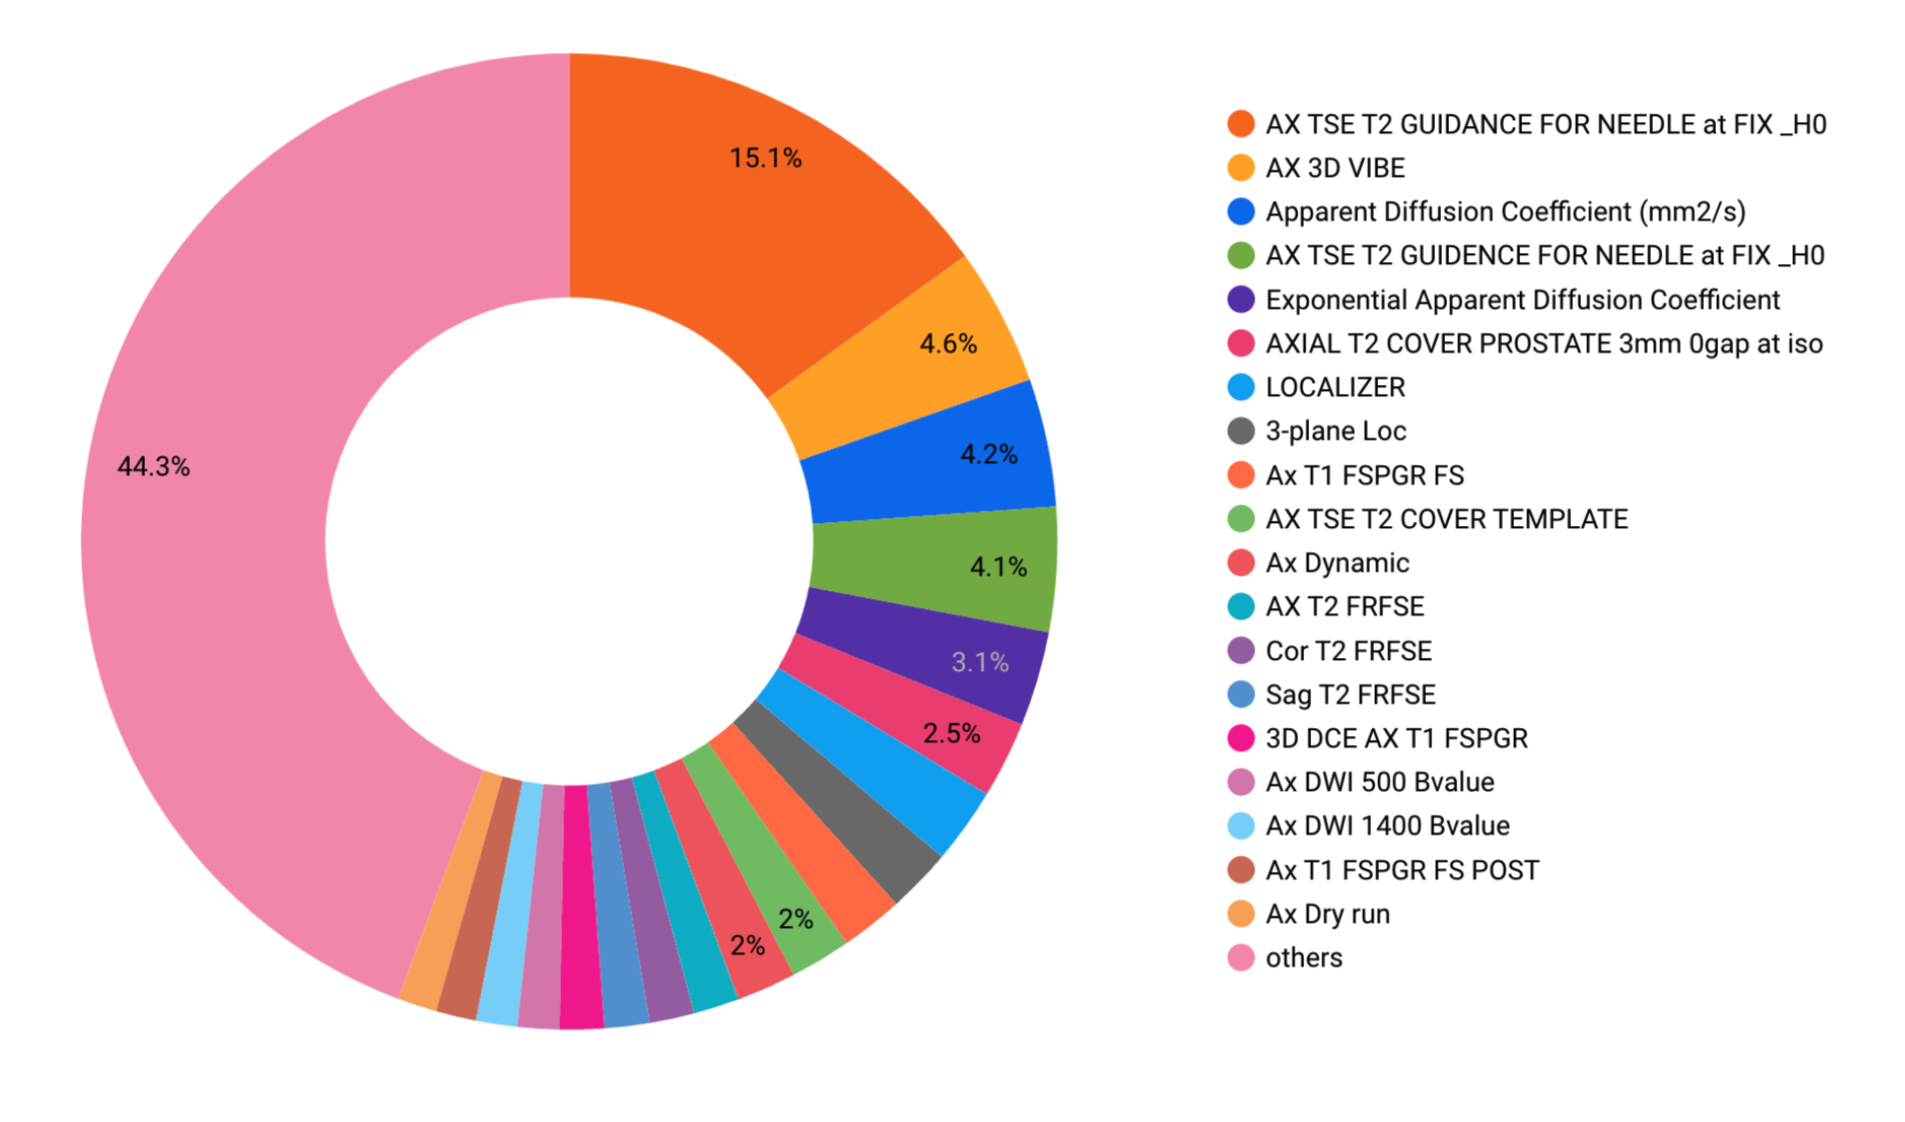 15.1%
4.6%
4.2%
4.1%
3.1%
2.5%
2%
2%
44.3%
AX TSE T2 GUIDANCE FOR NEEDLE at FIX _H0
AX 3D VIBE
Apparent Diffusion Coefficient (mm2/s)
AX TSE T2 GUIDENCE FOR NEEDLE at FIX _H0
Exponential Apparent Diffusion Coefficient
AXIAL T2 COVER PROSTATE 3mm 0gap at iso
LOCALIZER
3-plane Loc
Ax T1 FSPGR FS
AX TSE T2 COVER TEMPLATE
Ax Dynamic
AX T2 FRFSE
Cor T2 FRFSE
Sag T2 FRFSE
3D DCE AX T1 FSPGR
Ax DWI 500 Bvalue
Ax DWI 1400 Bvalue
Ax T1 FSPGR FS POST
Ax Dry run
others